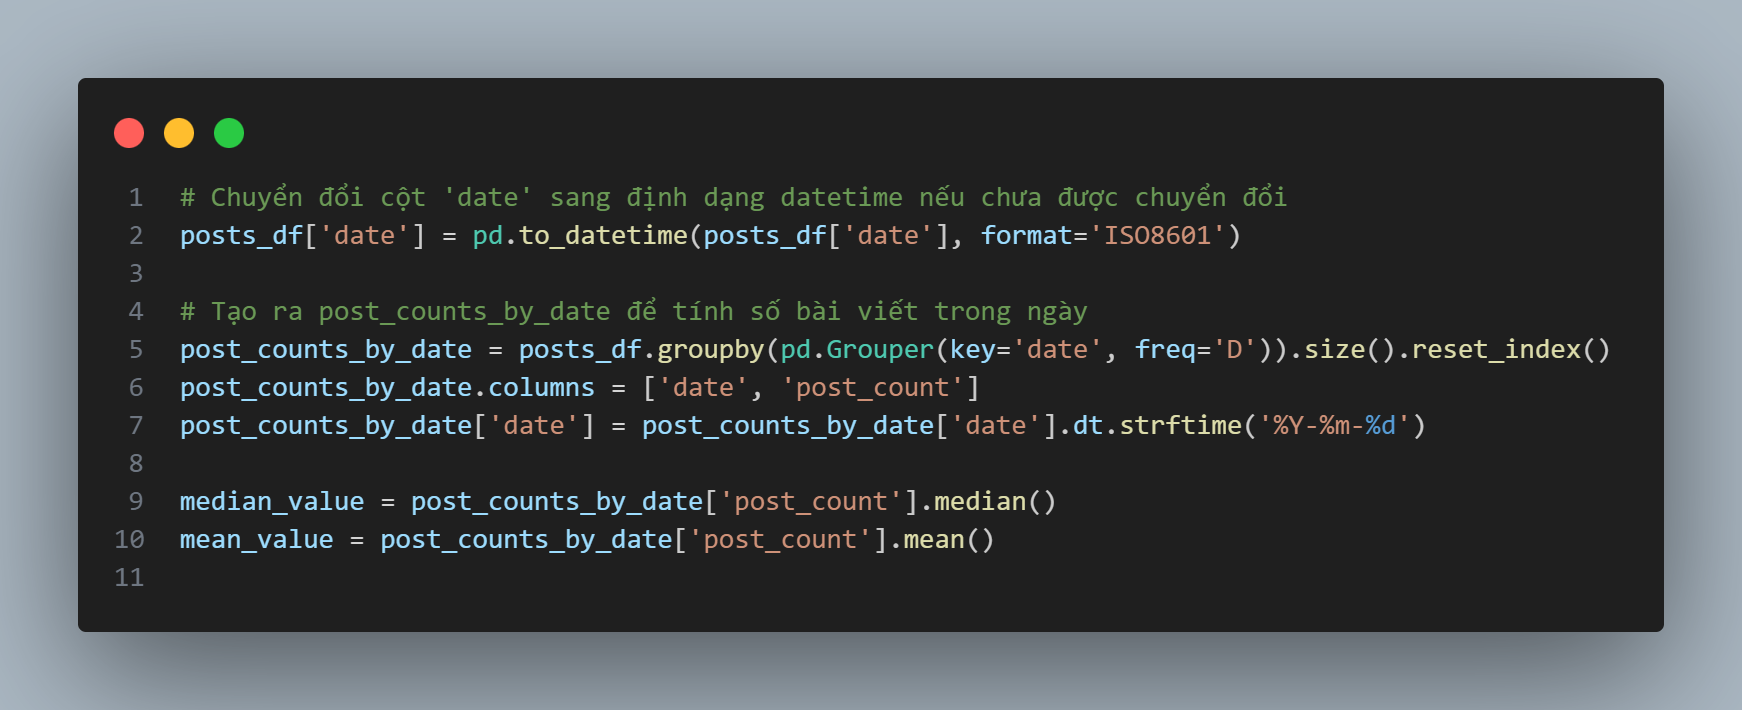 1 # Chuyển đổi cột 'date' sang định dạng datetime nếu chưa được chuyển đổi
2 posts_df['date'] = pd.to_datetime(posts_df['date'], format='ISO8601')
3
4 # Tạo ra post_counts_by_date để tính số bài viết trong ngày
5 post_counts_by_date = posts_df.groupby(pd.Grouper(key='date', freq='D')).size().reset_index()
6 post_counts_by_date.columns = ['date', 'post_count']
7 post_counts_by_date['date'] = post_counts_by_date['date'].dt.strftime('%Y-%m-%d')
8
9 median_value = post_counts_by_date['post_count'].median()
10 mean_value = post_counts_by_date['post_count'].mean()
11